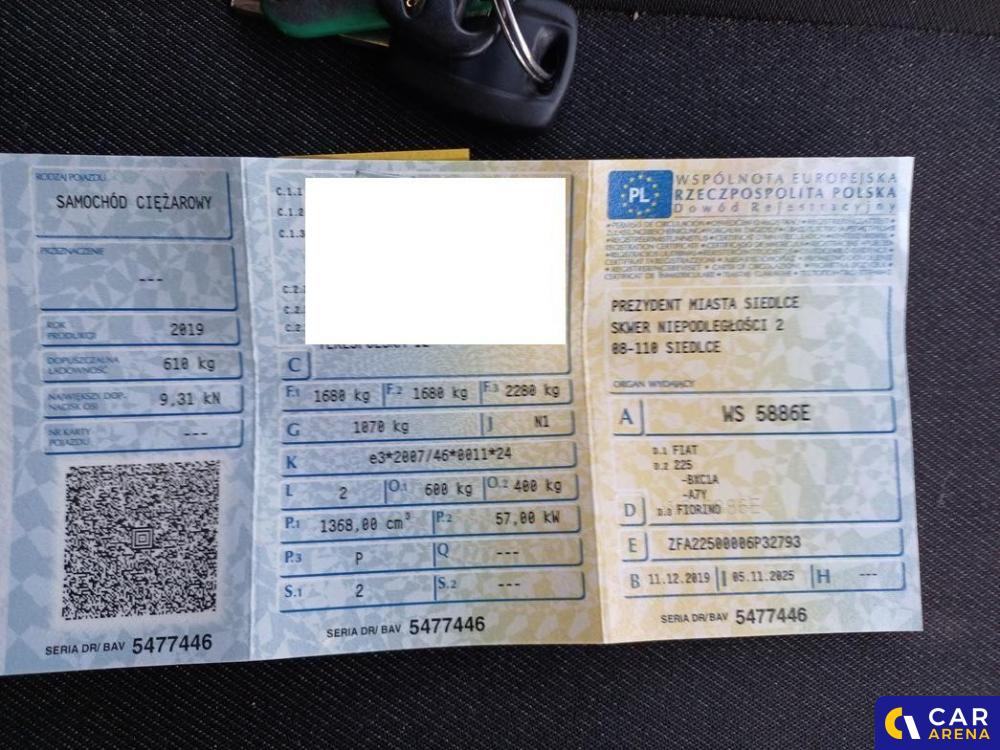 RODZAJ POJAZDU
SAMOCHÓD CIĘŻAROWY
PRZEZNACZENIE
---
ROK PRODUKCJI 2019
DOPUSZCZALNA ŁADOWNOŚĆ 610 kg
NAJWIĘKSZY DOP. NACISK OSI 9,31 kN
NR KARTY POJAZDU ---
SERIA DR/ BAV 5477446
C.1.1
C.1.2
C.1.3
C.2.
C.2.
C.2.
C
F.1 1680 kg F.2 1680 kg F.3 2280 kg
G 1070 kg J N1
K e3*2007/46*0011*24
L 2 O.1 600 kg O.2 400 kg
P.1 1368,00 cm³ P.2 57,00 kW
P.3 P Q ---
S.1 2 S.2 ---
SERIA DR/ BAV 5477446
PL
WSPÓLNOTA EUROPEJSKA
RZECZPOSPOLITA POLSKA
Dowód Rejestracyjny
PREZYDENT MIASTA SIEDLCE
SKWER NIEPODLEGŁOŚCI 2
08-110 SIEDLCE
ORGAN WYDAJĄCY
A WS 5886E
D.1 FIAT
D.2 225
-BXC1A
-A7Y
D D.3 FIORINO
E ZFA22500006P32793
B 11.12.2019 I 05.11.2025 H ---
SERIA DR/ BAV 5477446
CAR
ARENA